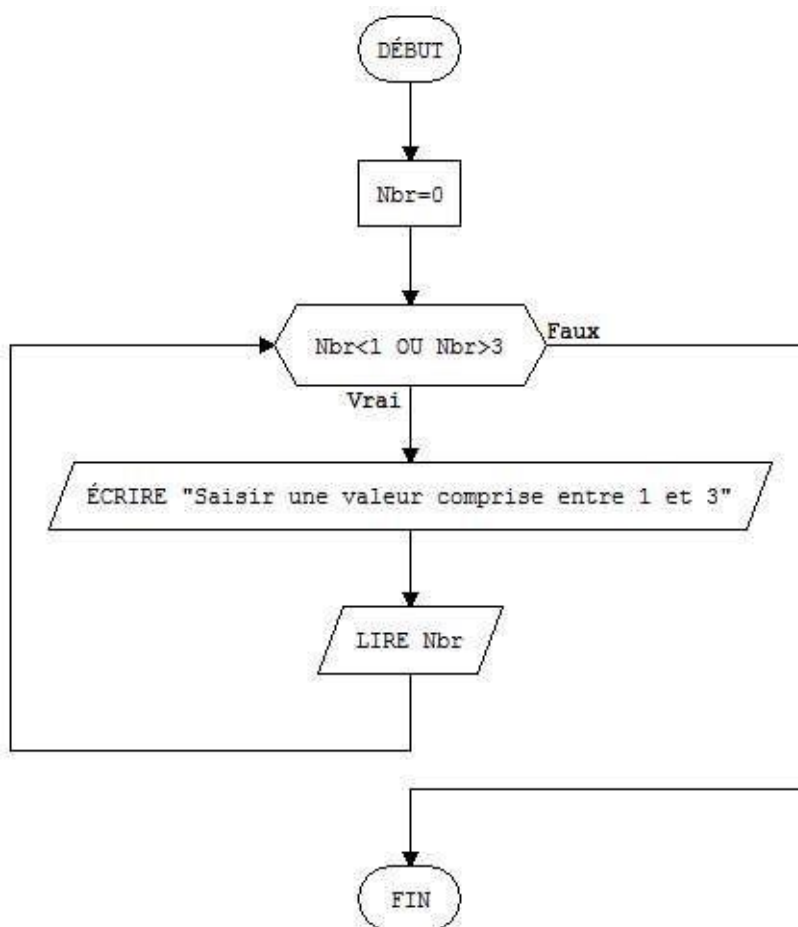 DÉBUT
Nbr=0
Nbr<1 OU Nbr>3
Faux
Vrai
ÉCRIRE "Saisir une valeur comprise entre 1 et 3"
LIRE Nbr
FIN